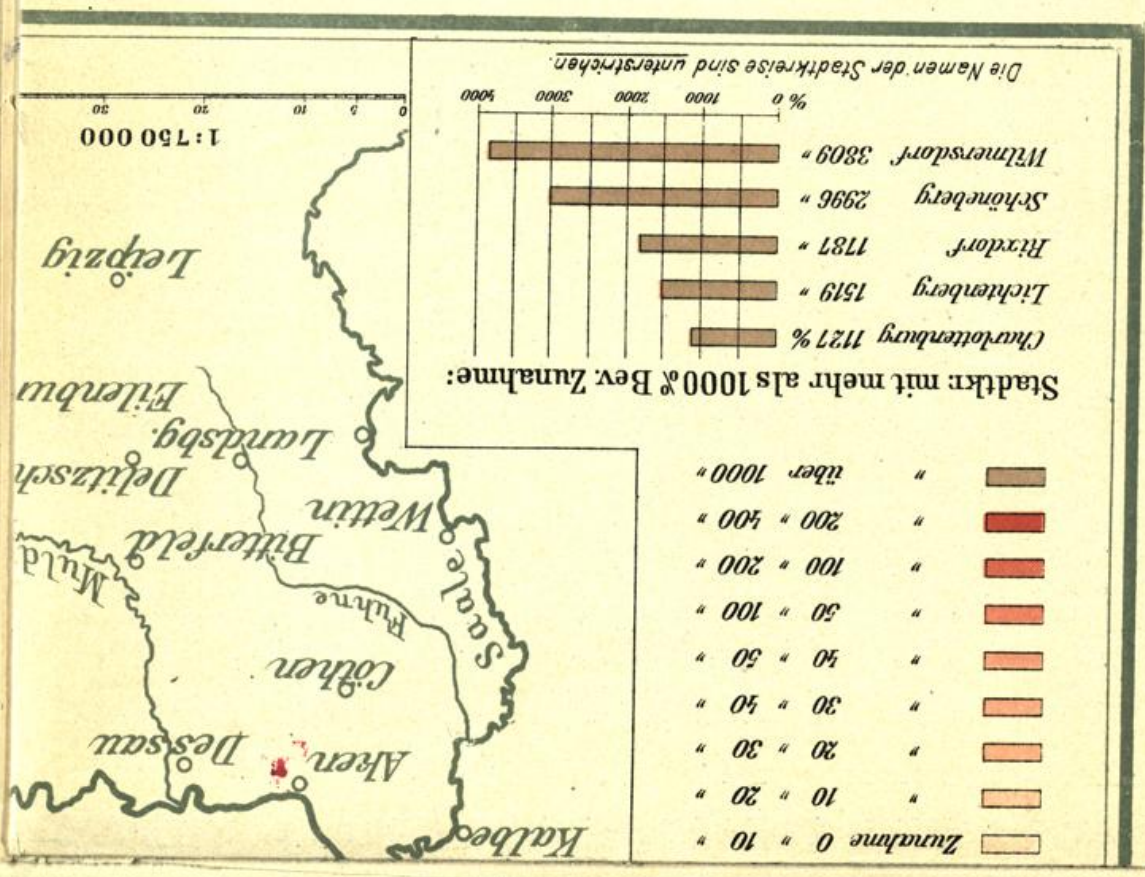 Zunahme 0 " 10 "
" 10 " 20 "
" 20 " 30 "
" 30 " 40 "
" 40 " 50 "
" 50 " 100 "
" 100 " 200 "
" 200 " 400 "
" über 1000 "
Stadtkr. mit mehr als 1000% Bev. Zunahme:
Charlottenburg 1127 %
Lichtenberg 1519 "
Rixdorf 1787 "
Schöneberg 2996 "
Wilmersdorf 3809 "
% 0 1000 2000 3000 4000
Die Namen der Stadtkreise sind unterstrichen.
Kalbe
Aken
Dessau
Cöthen
Saale
Fuhne
Muld
Bitterfeld
Wettin
Delitzsch
Landsbg.
Eilenbu
Leipzig
1:750 000
0 5 10 20 30